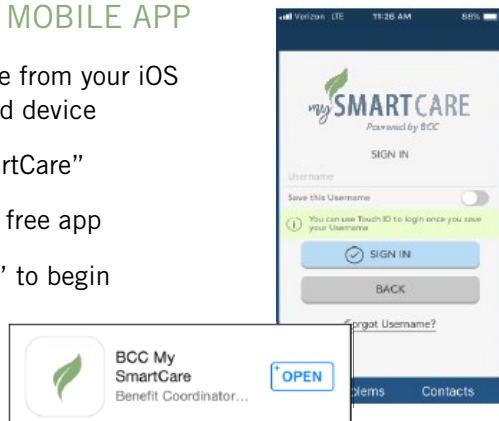 MOBILE APP
e from your iOS
d device
rtCare”
free app
’ to begin
Verizon LTE 11:26 AM 88%
my SMARTCARE
Powered by BCC
SIGN IN
Username
Save this Username
You can use Touch ID to login once you save
your Username
SIGN IN
BACK
Forgot Username?
blems Contacts
BCC My
SmartCare
Benefit Coordinator...
+OPEN